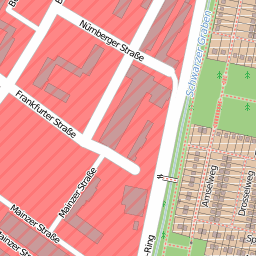 Nürnberger Straße
Schwarzer Graben
Frankfurter Straße
Mainzer Straße
Amselweg
Drosselweg
Mainzer Straße
-Ring